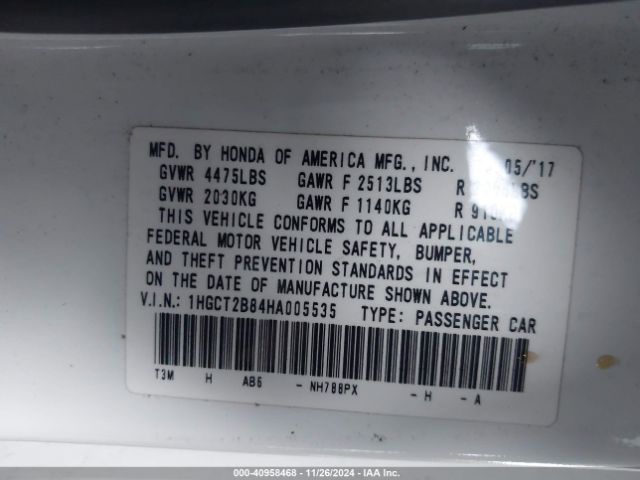 MFD. BY HONDA OF AMERICA MFG., INC. 05/'17
GVWR 4475LBS GAWR F 2513LBS R
GVWR 2030KG GAWR F 1140KG R
THIS VEHICLE CONFORMS TO ALL APPLICABLE
FEDERAL MOTOR VEHICLE SAFETY, BUMPER,
AND THEFT PREVENTION STANDARDS IN EFFECT
ON THE DATE OF MANUFACTURE SHOWN ABOVE.
V.I.N.: 1HGCT2B84HA005535 TYPE: PASSENGER CAR
T3M H AB6 - NH788PX - H - A
000-40958468 - 11/26/2024 - IAA Inc.